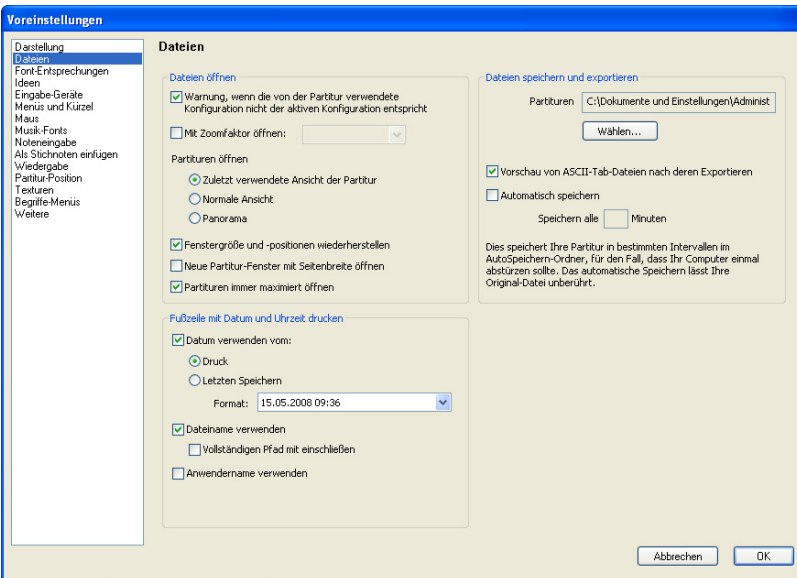 Voreinstellungen
Darstellung
Dateien
Font-Entsprechungen
Ideen
Eingabe-Geräte
Menüs und Kürzel
Maus
Musik-Fonts
Noteneingabe
Als Stichnoten einfügen
Wiedergabe
Partitur-Position
Texturen
Begriffe-Menüs
Weitere
Dateien
Dateien öffnen
Warnung, wenn die von der Partitur verwendete
Konfiguration nicht der aktiven Konfiguration entspricht
Mit Zoomfaktor öffnen:
Partituren öffnen
Zuletzt verwendete Ansicht der Partitur
Normale Ansicht
Panorama
Fenstergröße und -positionen wiederherstellen
Neue Partitur-Fenster mit Seitenbreite öffnen
Partituren immer maximiert öffnen
Fußzeile mit Datum und Uhrzeit drucken
Datum verwenden vom:
Druck
Letzten Speichern
Format: 15.05.2008 09:36
Dateiname verwenden
Vollständigen Pfad mit einschließen
Anwendername verwenden
Dateien speichern und exportieren
Partituren C:\Dokumente und Einstellungen\Administ
Wählen...
Vorschau von ASCII-Tab-Dateien nach deren Exportieren
Automatisch speichern
Speichern alle Minuten
Dies speichert Ihre Partitur in bestimmten Intervallen im
AutoSpeichern-Ordner, für den Fall, dass Ihr Computer einmal
abstürzen sollte. Das automatische Speichern lässt Ihre
Original-Datei unberührt.
Abbrechen
OK